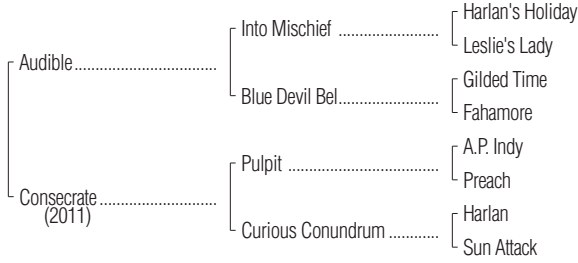 Harlan's Holiday
Into Mischief ........................
Leslie's Lady
Audible..................................
Gilded Time
Blue Devil Bel........................
Fahamore
A.P. Indy
Pulpit ....................................
Preach
Consecrate ............................
(2011)
Harlan
Curious Conundrum ............
Sun Attack